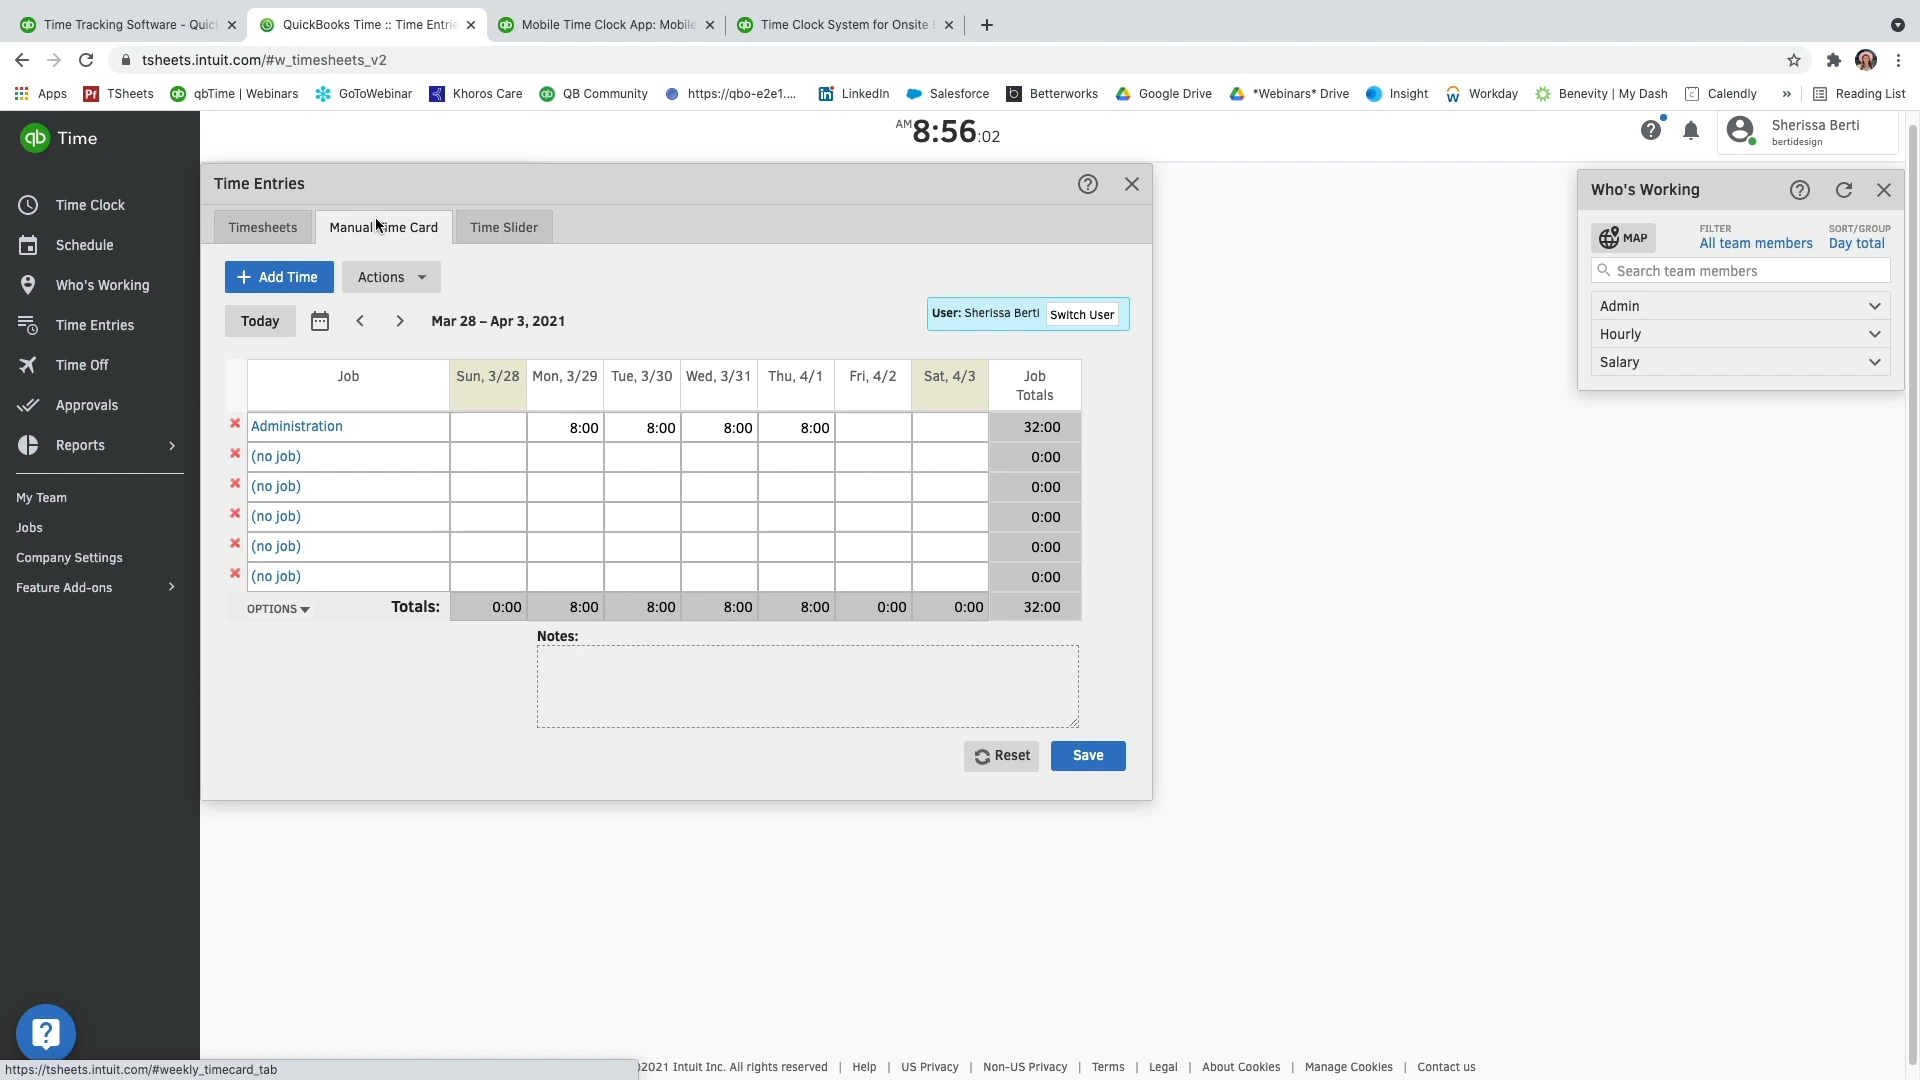 Time Tracking Software - Quick
QuickBooks Time :: Time Entrie
Mobile Time Clock App: Mobile
Time Clock System for Onsite E
tsheets.intuit.com/#w_timesheets_v2
Apps
TSheets
qbTime | Webinars
GoToWebinar
Khoros Care
QB Community
https://qbo-e2e1....
LinkedIn
Salesforce
Betterworks
Google Drive
*Webinars* Drive
Insight
Workday
Benevity | My Dash
Calendly
»
Reading List
qb Time
AM 8:56 :02
Sherissa Berti
bertidesign
Time Clock
Schedule
Who's Working
Time Entries
Time Off
Approvals
Reports
My Team
Jobs
Company Settings
Feature Add-ons
Time Entries
Timesheets
Manual Time Card
Time Slider
+ Add Time
Actions
Today
Mar 28 – Apr 3, 2021
User: Sherissa Berti Switch User
Job Sun, 3/28 Mon, 3/29 Tue, 3/30 Wed, 3/31 Thu, 4/1 Fri, 4/2 Sat, 4/3 Job
Totals
Administration 8:00 8:00 8:00 8:00 32:00
(no job) 0:00
(no job) 0:00
(no job) 0:00
(no job) 0:00
(no job) 0:00
OPTIONS Totals: 0:00 8:00 8:00 8:00 8:00 0:00 0:00 32:00
Notes:
Reset
Save
Who's Working
MAP
FILTER
All team members
SORT/GROUP
Day total
Search team members
Admin
Hourly
Salary
https://tsheets.intuit.com/#weekly_timecard_tab
2021 Intuit Inc. All rights reserved | Help | US Privacy | Non-US Privacy | Terms | Legal | About Cookies | Manage Cookies | Contact us